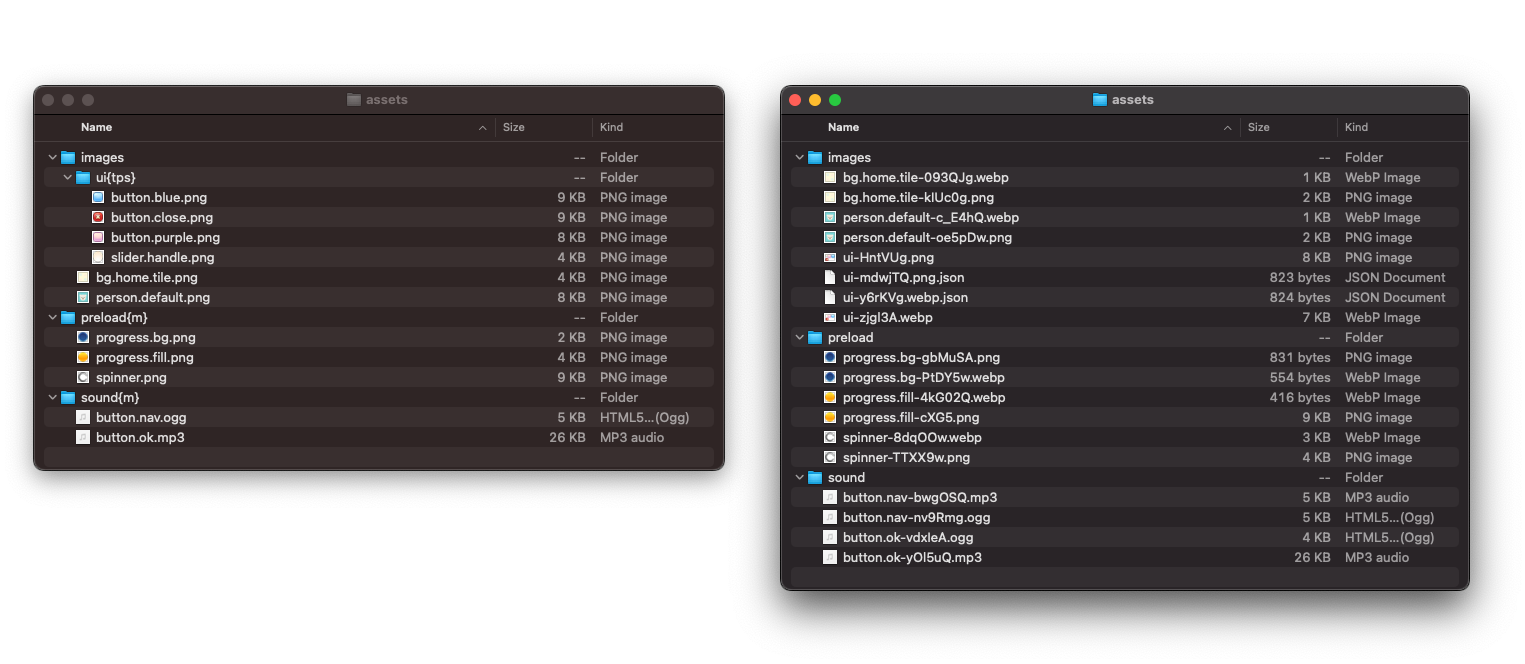 assets
Name Size Kind
images -- Folder
ui{tps} -- Folder
button.blue.png 9 KB PNG image
button.close.png 9 KB PNG image
button.purple.png 8 KB PNG image
slider.handle.png 4 KB PNG image
bg.home.tile.png 4 KB PNG image
person.default.png 8 KB PNG image
preload{m} -- Folder
progress.bg.png 2 KB PNG image
progress.fill.png 4 KB PNG image
spinner.png 9 KB PNG image
sound{m} -- Folder
button.nav.ogg 5 KB HTML5...(Ogg)
button.ok.mp3 26 KB MP3 audio
assets
Name Size Kind
images -- Folder
bg.home.tile-093QJg.webp 1 KB WebP Image
bg.home.tile-klUc0g.png 2 KB PNG image
person.default-c_E4hQ.webp 1 KB WebP Image
person.default-oe5pDw.png 2 KB PNG image
ui-HntVUg.png 8 KB PNG image
ui-mdwjTQ.png.json 823 bytes JSON Document
ui-y6rKVg.webp.json 824 bytes JSON Document
ui-zjgl3A.webp 7 KB WebP Image
preload -- Folder
progress.bg-gbMuSA.png 831 bytes PNG image
progress.bg-PtDY5w.webp 554 bytes WebP Image
progress.fill-4kG02Q.webp 416 bytes WebP Image
progress.fill-cXG5.png 9 KB PNG image
spinner-8dqOOw.webp 3 KB WebP Image
spinner-TTXX9w.png 4 KB PNG image
sound -- Folder
button.nav-bwgOSQ.mp3 5 KB MP3 audio
button.nav-nv9Rmg.ogg 5 KB HTML5...(Ogg)
button.ok-vdxleA.ogg 4 KB HTML5...(Ogg)
button.ok-yOl5uQ.mp3 26 KB MP3 audio